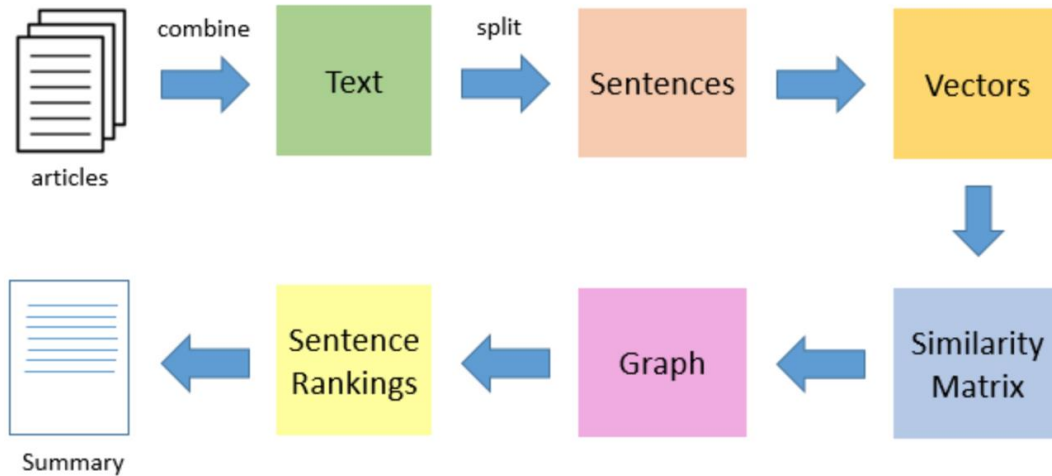 combine
split
Text
Sentences
Vectors
articles
Similarity
Matrix
Graph
Sentence
Rankings
Summary